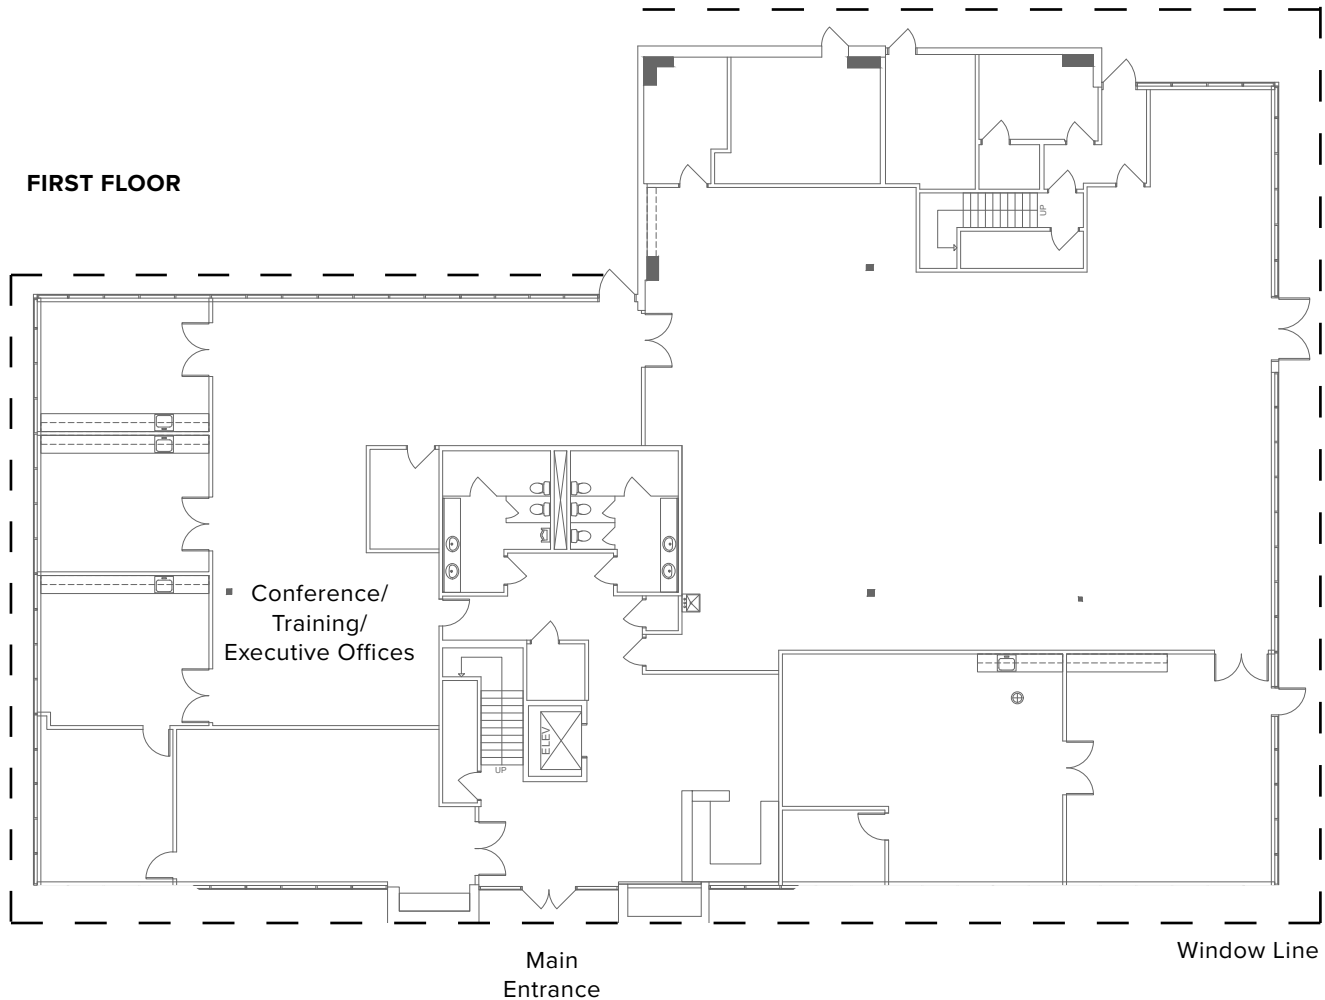 FIRST FLOOR
UP
Conference/
Training/
Executive Offices
ELEV
UP
Main
Entrance
Window Line